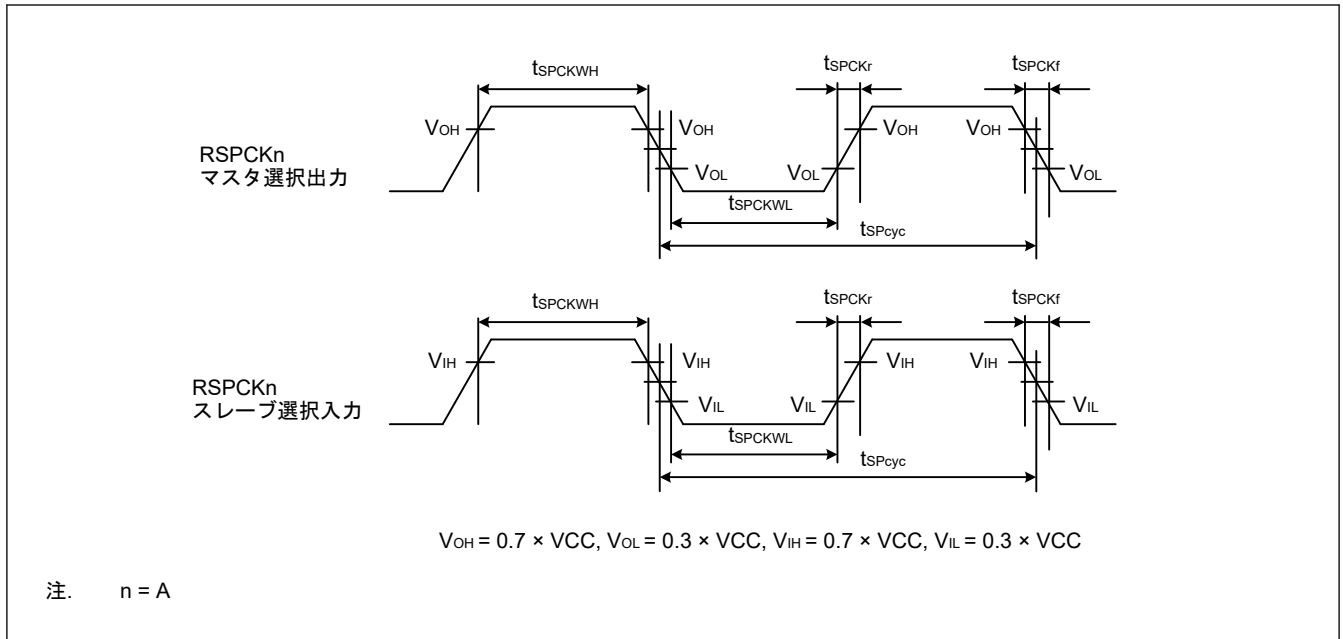 tSPCKWH tSPCKr tSPCKf
VOH VOH VOH VOH
RSPCKn
マスタ選択出力
VOL VOL VOL
tSPCKWL
tSPcyc
tSPCKWH tSPCKr tSPCKf
VIH VIH VIH VIH
RSPCKn
スレーブ選択入力
VIL VIL VIL
tSPCKWL
tSPcyc
VOH = 0.7 × VCC, VOL = 0.3 × VCC, VIH = 0.7 × VCC, VIL = 0.3 × VCC
注. n = A